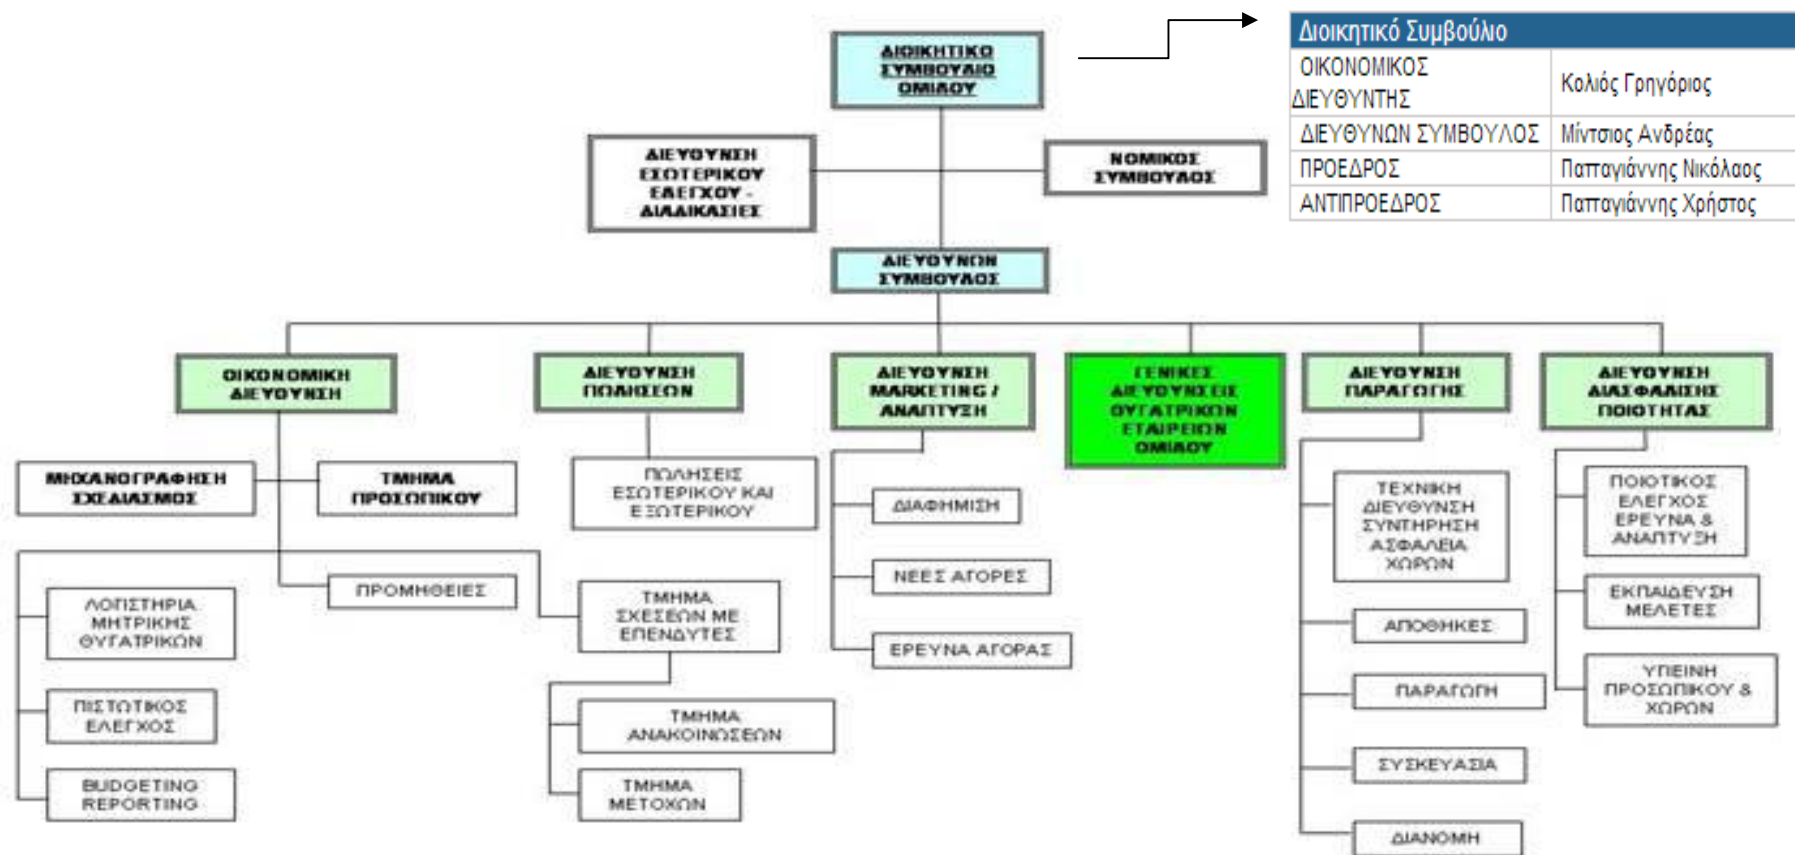 ΔΙΟΙΚΗΤΙΚΟ
ΣΥΜΒΟΥΛΙΟ
ΟΜΙΛΟΥ
Διοικητικό Συμβούλιο
ΟΙΚΟΝΟΜΙΚΟΣ
ΔΙΕΥΘΥΝΤΗΣ
Κολιός Γρηγόριος
ΔΙΕΥΘΥΝΩΝ ΣΥΜΒΟΥΛΟΣ Μίντσιος Ανδρέας
ΠΡΟΕΔΡΟΣ Παπαγιάννης Νικόλαος
ΑΝΤΙΠΡΟΕΔΡΟΣ Παπαγιάννης Χρήστος
ΔΙΕΥΘΥΝΣΗ
ΕΣΩΤΕΡΙΚΟΥ
ΕΛΕΓΧΟΥ -
ΔΙΑΔΙΚΑΣΙΕΣ
ΝΟΜΙΚΟΣ
ΣΥΜΒΟΥΛΟΣ
ΔΙΕΥΘΥΝΩΝ
ΣΥΜΒΟΥΛΟΣ
ΟΙΚΟΝΟΜΙΚΗ
ΔΙΕΥΘΥΝΣΗ
ΔΙΕΥΘΥΝΣΗ
ΠΩΛΗΣΕΩΝ
ΔΙΕΥΘΥΝΣΗ
MARKETING /
ΑΝΑΠΤΥΞΗ
ΓΕΝΙΚΕΣ
ΔΙΕΥΘΥΝΣΕΙΣ
ΘΥΓΑΤΡΙΚΩΝ
ΕΤΑΙΡΕΙΩΝ
ΟΜΙΛΟΥ
ΔΙΕΥΘΥΝΣΗ
ΠΑΡΑΓΩΓΗΣ
ΔΙΕΥΘΥΝΣΗ
ΔΙΑΣΦΑΛΙΣΗΣ
ΠΟΙΟΤΗΤΑΣ
ΜΗΧΑΝΟΓΡΑΦΗΣΗ
ΣΧΕΔΙΑΣΜΟΣ
ΤΜΗΜΑ
ΠΡΟΣΩΠΙΚΟΥ
ΛΟΓΙΣΤΗΡΙΑ
ΜΗΤΡΙΚΗΣ
ΘΥΓΑΤΡΙΚΩΝ
ΠΙΣΤΩΤΙΚΟΣ
ΕΛΕΓΧΟΣ
BUDGETING
REPORTING
ΠΡΟΜΗΘΕΙΕΣ
ΠΩΛΗΣΕΙΣ
ΕΣΩΤΕΡΙΚΟΥ ΚΑΙ
ΕΞΩΤΕΡΙΚΟΥ
ΤΜΗΜΑ
ΣΧΕΣΕΩΝ ΜΕ
ΕΠΕΝΔΥΤΕΣ
ΤΜΗΜΑ
ΑΝΑΚΟΙΝΩΣΕΩΝ
ΤΜΗΜΑ
ΜΕΤΟΧΩΝ
ΔΙΑΦΗΜΙΣΗ
ΝΕΕΣ ΑΓΟΡΕΣ
ΕΡΕΥΝΑ ΑΓΟΡΑΣ
ΤΕΧΝΙΚΗ
ΔΙΕΥΘΥΝΣΗ
ΣΥΝΤΗΡΗΣΗ
ΑΣΦΑΛΕΙΑ
ΧΩΡΩΝ
ΑΠΟΘΗΚΕΣ
ΠΑΡΑΓΩΓΗ
ΣΥΣΚΕΥΑΣΙΑ
ΔΙΑΝΟΜΗ
ΠΟΙΟΤΙΚΟΣ
ΕΛΕΓΧΟΣ
ΕΡΕΥΝΑ &
ΑΝΑΠΤΥΞΗ
ΕΚΠΑΙΔΕΥΣΗ
ΜΕΛΕΤΕΣ
ΥΓΙΕΙΝΗ
ΠΡΟΣΩΠΙΚΟΥ &
ΧΩΡΩΝ